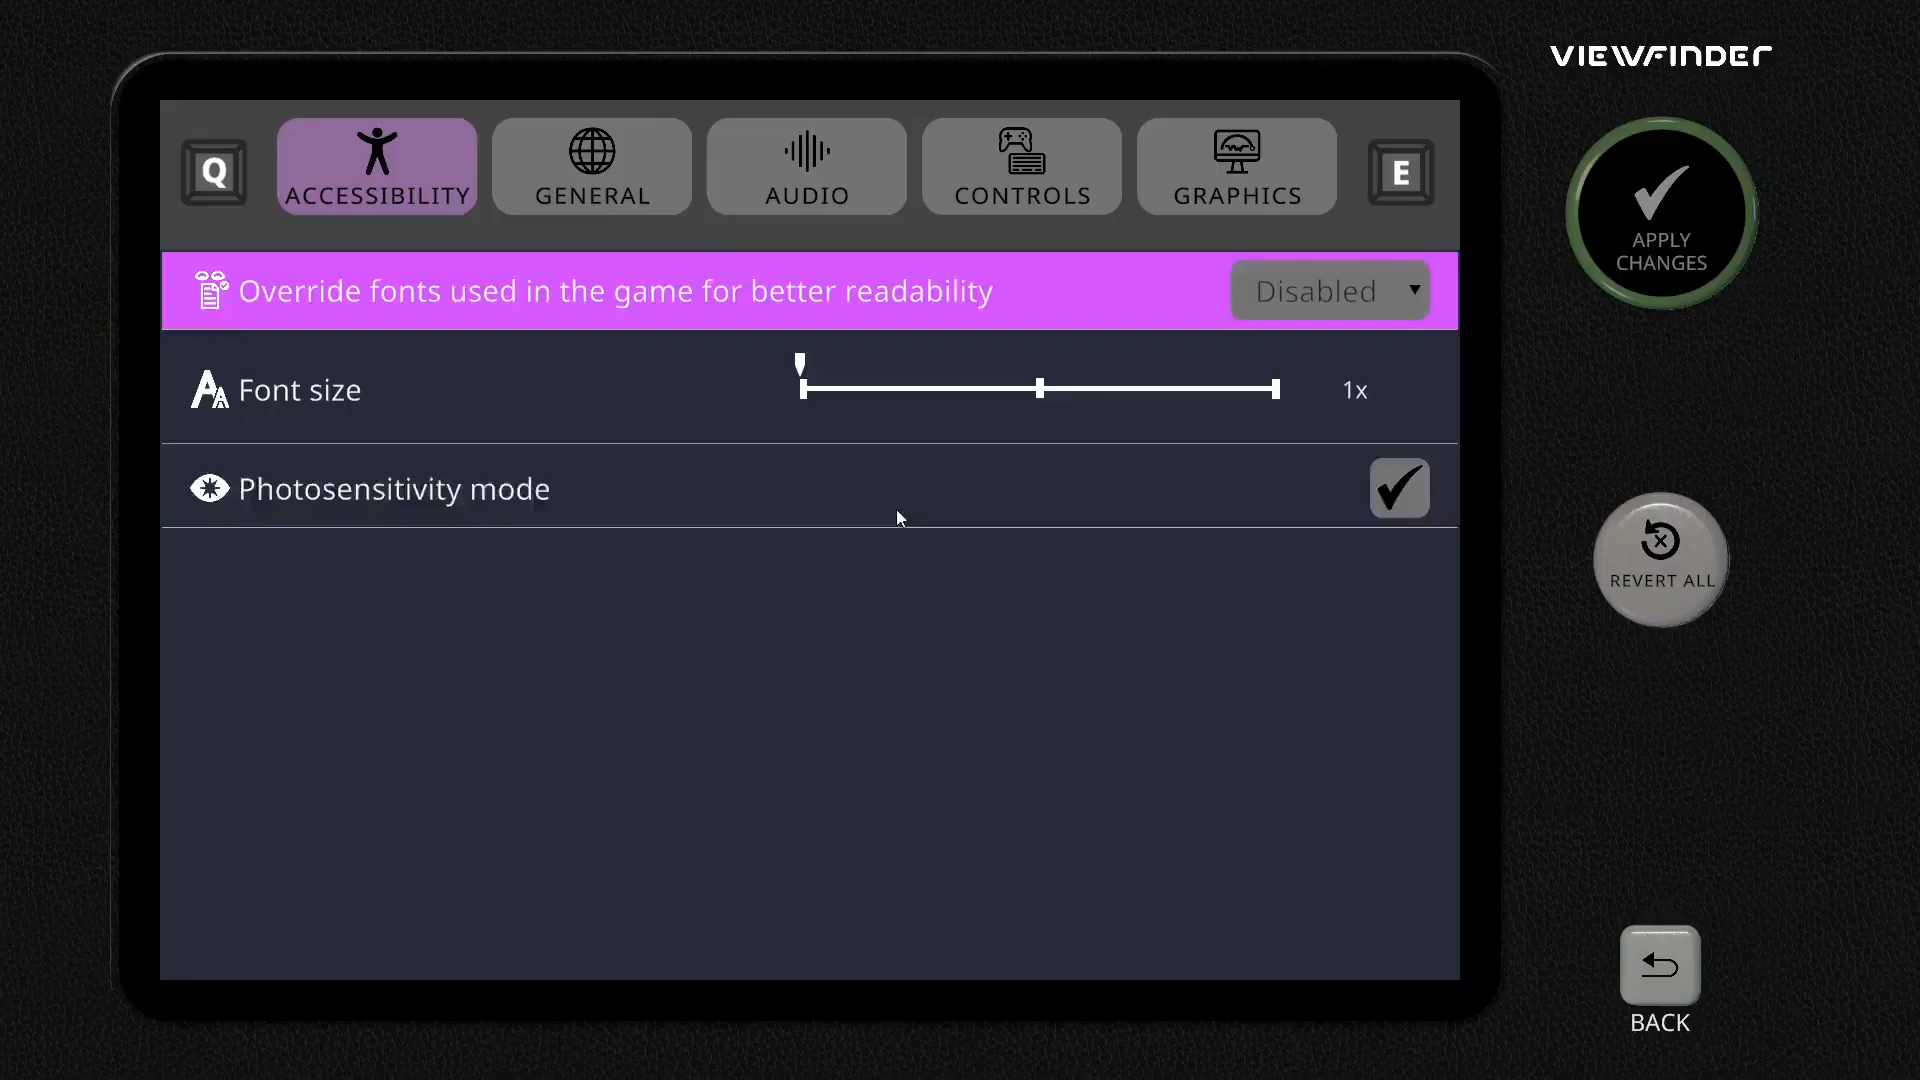 VIEWFINDER
Q
ACCESSIBILITY
GENERAL
AUDIO
CONTROLS
GRAPHICS
E
APPLY
CHANGES
Override fonts used in the game for better readability
Disabled
Font size
1x
Photosensitivity mode
REVERT ALL
BACK